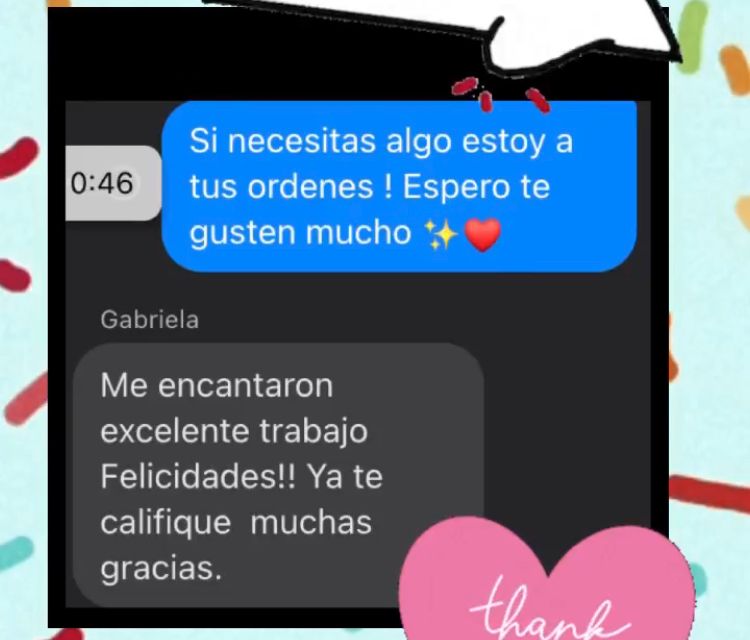 Si necesitas algo estoy a
0:46
tus ordenes ! Espero te
gusten mucho ✨❤️
Gabriela
Me encantaron
excelente trabajo
Felicidades!! Ya te
califique  muchas
gracias.
thank